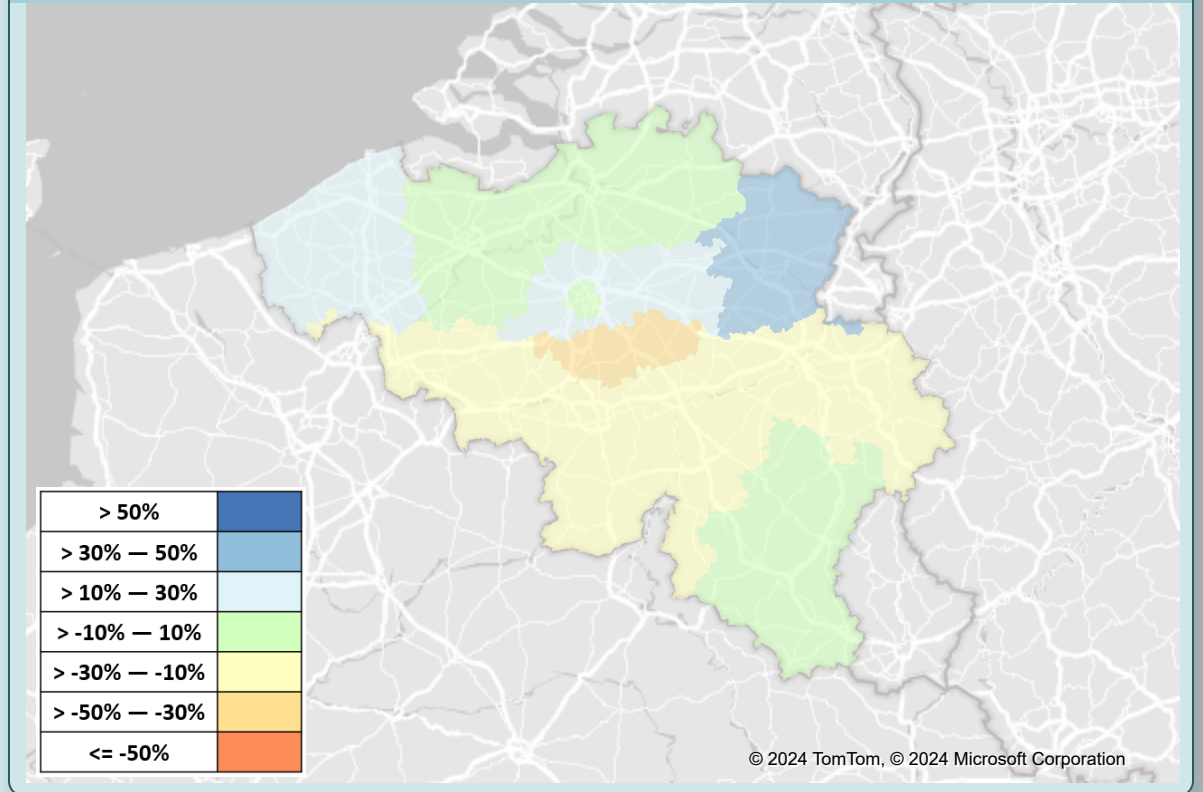 > 50%
> 30% — 50%
> 10% — 30%
> -10% — 10%
> -30% — -10%
> -50% — -30%
<= -50%
© 2024 TomTom, © 2024 Microsoft Corporation